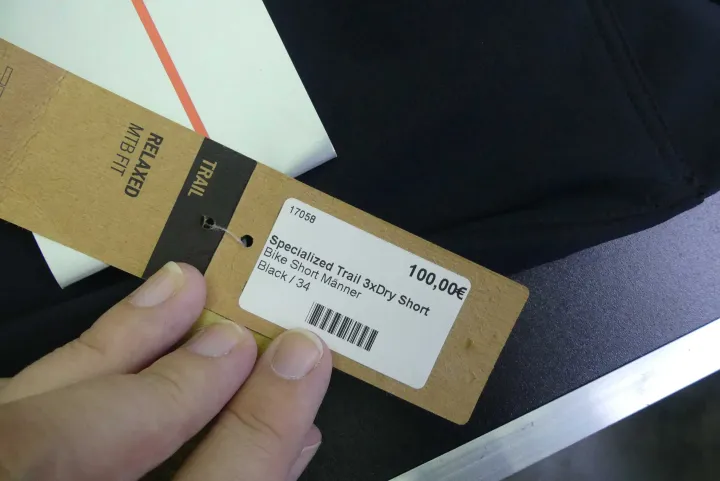 RELAXED
MTB FIT
TRAIL
17058
100,00€
Specialized Trail 3xDry Short
Bike Short Männer
Black / 34